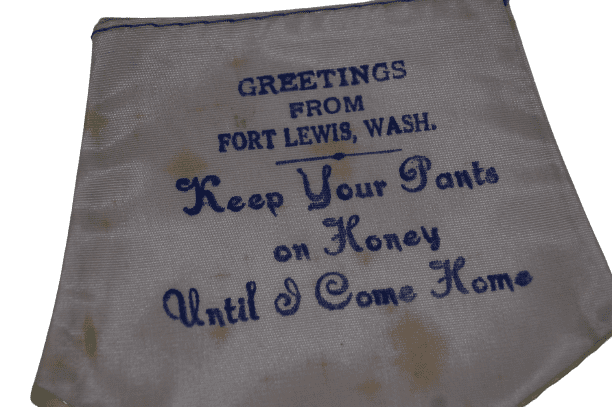 GREETINGS
FROM
FORT LEWIS, WASH.
Keep Your Pants
on Honey
Until I Come Home